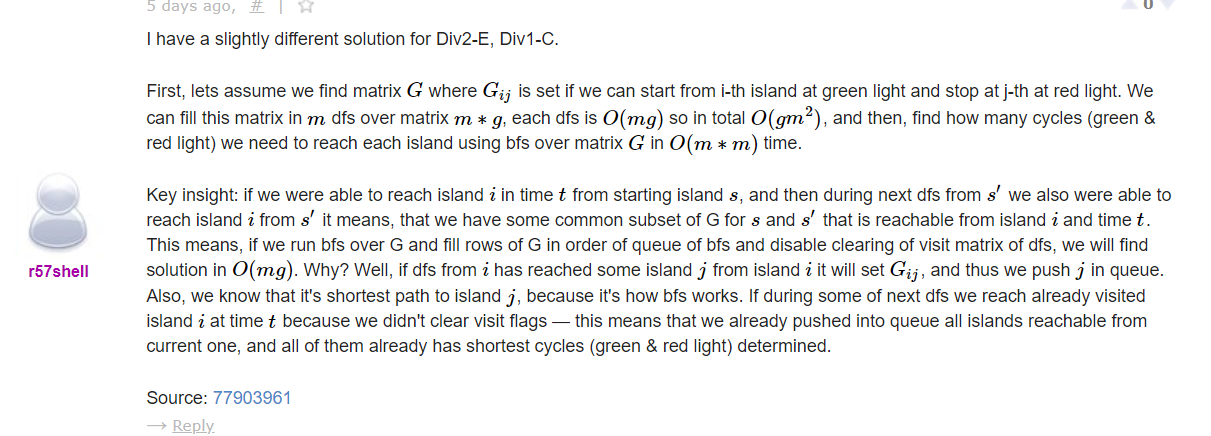 5 days ago, # | ☆
0
I have a slightly different solution for Div2-E, Div1-C.
First, lets assume we find matrix G where Gij is set if we can start from i-th island at green light and stop at j-th at red light. We
can fill this matrix in m dfs over matrix m * g, each dfs is O(mg) so in total O(gm²), and then, find how many cycles (green &
red light) we need to reach each island using bfs over matrix G in O(m * m) time.
Key insight: if we were able to reach island i in time t from starting island s, and then during next dfs from s′ we also were able to
reach island i from s′ it means, that we have some common subset of G for s and s′ that is reachable from island i and time t.
This means, if we run bfs over G and fill rows of G in order of queue of bfs and disable clearing of visit matrix of dfs, we will find
r57shell
solution in O(mg). Why? Well, if dfs from i has reached some island j from island i it will set Gij, and thus we push j in queue.
Also, we know that it's shortest path to island j, because it's how bfs works. If during some of next dfs we reach already visited
island i at time t because we didn't clear visit flags — this means that we already pushed into queue all islands reachable from
current one, and all of them already has shortest cycles (green & red light) determined.
Source: 77903961
→ Reply